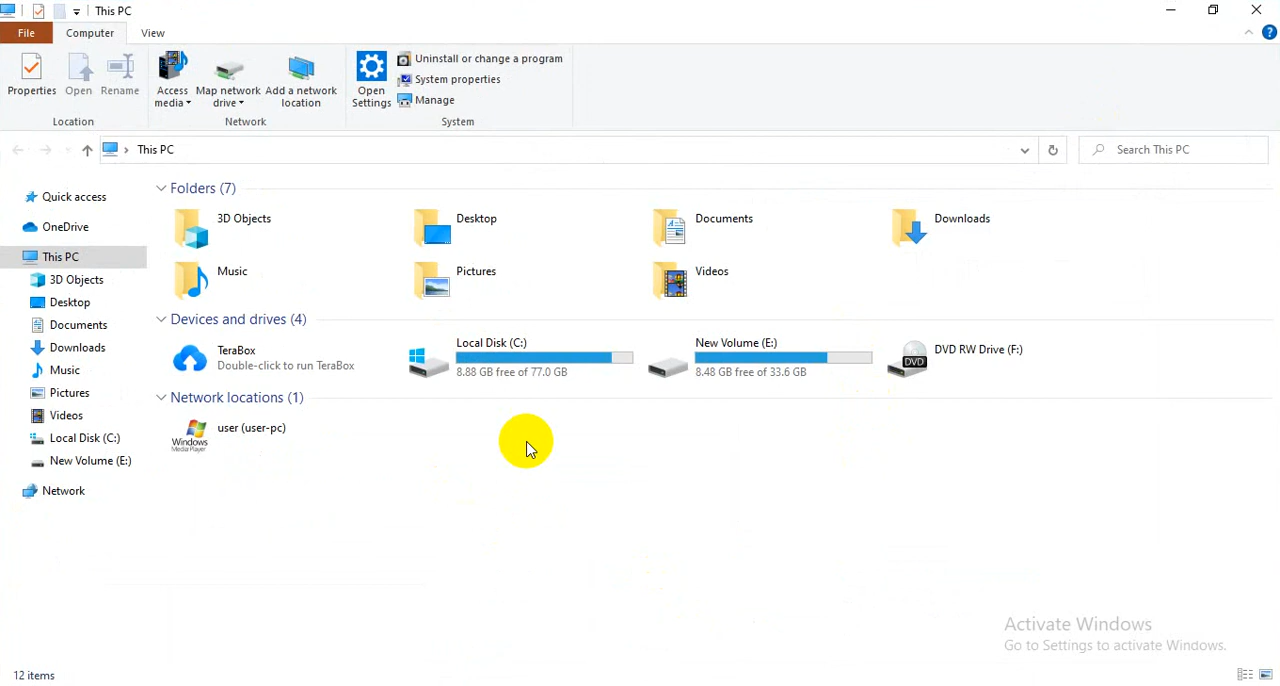 This PC
File
Computer
View
Properties
Open
Rename
Access media
Map network drive
Add a network location
Open Settings
Uninstall or change a program
System properties
Manage
Location
Network
System
This PC
Search This PC
Quick access
OneDrive
This PC
3D Objects
Desktop
Documents
Downloads
Music
Pictures
Videos
Local Disk (C:)
New Volume (E:)
Network
Folders (7)
3D Objects
Desktop
Documents
Downloads
Music
Pictures
Videos
Devices and drives (4)
TeraBox
Double-click to run TeraBox
Local Disk (C:)
8.88 GB free of 77.0 GB
New Volume (E:)
8.48 GB free of 33.6 GB
DVD
DVD RW Drive (F:)
Network locations (1)
Windows
Media Player
user (user-pc)
Activate Windows
Go to Settings to activate Windows.
12 items